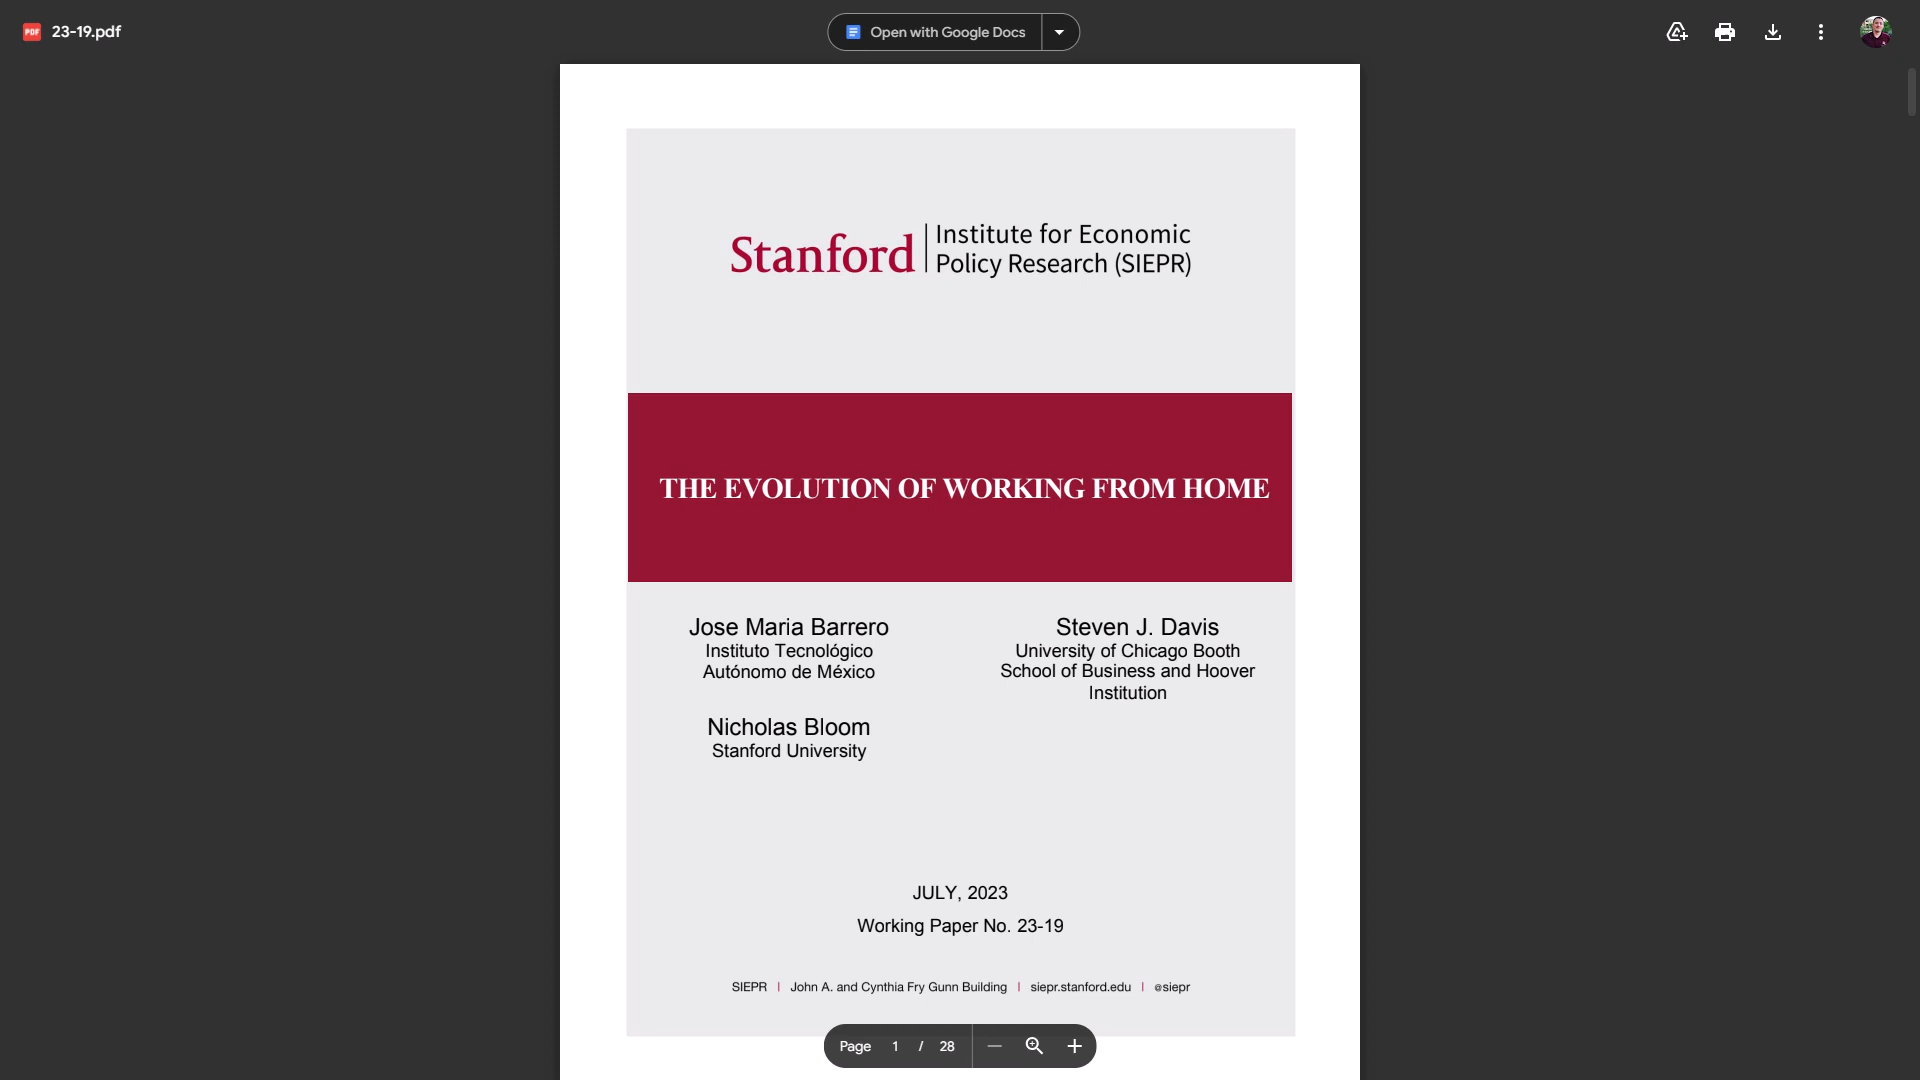 PDF 23-19.pdf
Open with Google Docs
Stanford
Institute for Economic
Policy Research (SIEPR)
THE EVOLUTION OF WORKING FROM HOME
Jose Maria Barrero
Instituto Tecnológico
Autónomo de México
Steven J. Davis
University of Chicago Booth
School of Business and Hoover
Institution
Nicholas Bloom
Stanford University
JULY, 2023
Working Paper No. 23-19
SIEPR | John A. and Cynthia Fry Gunn Building | siepr.stanford.edu | @siepr
Page 1 / 28